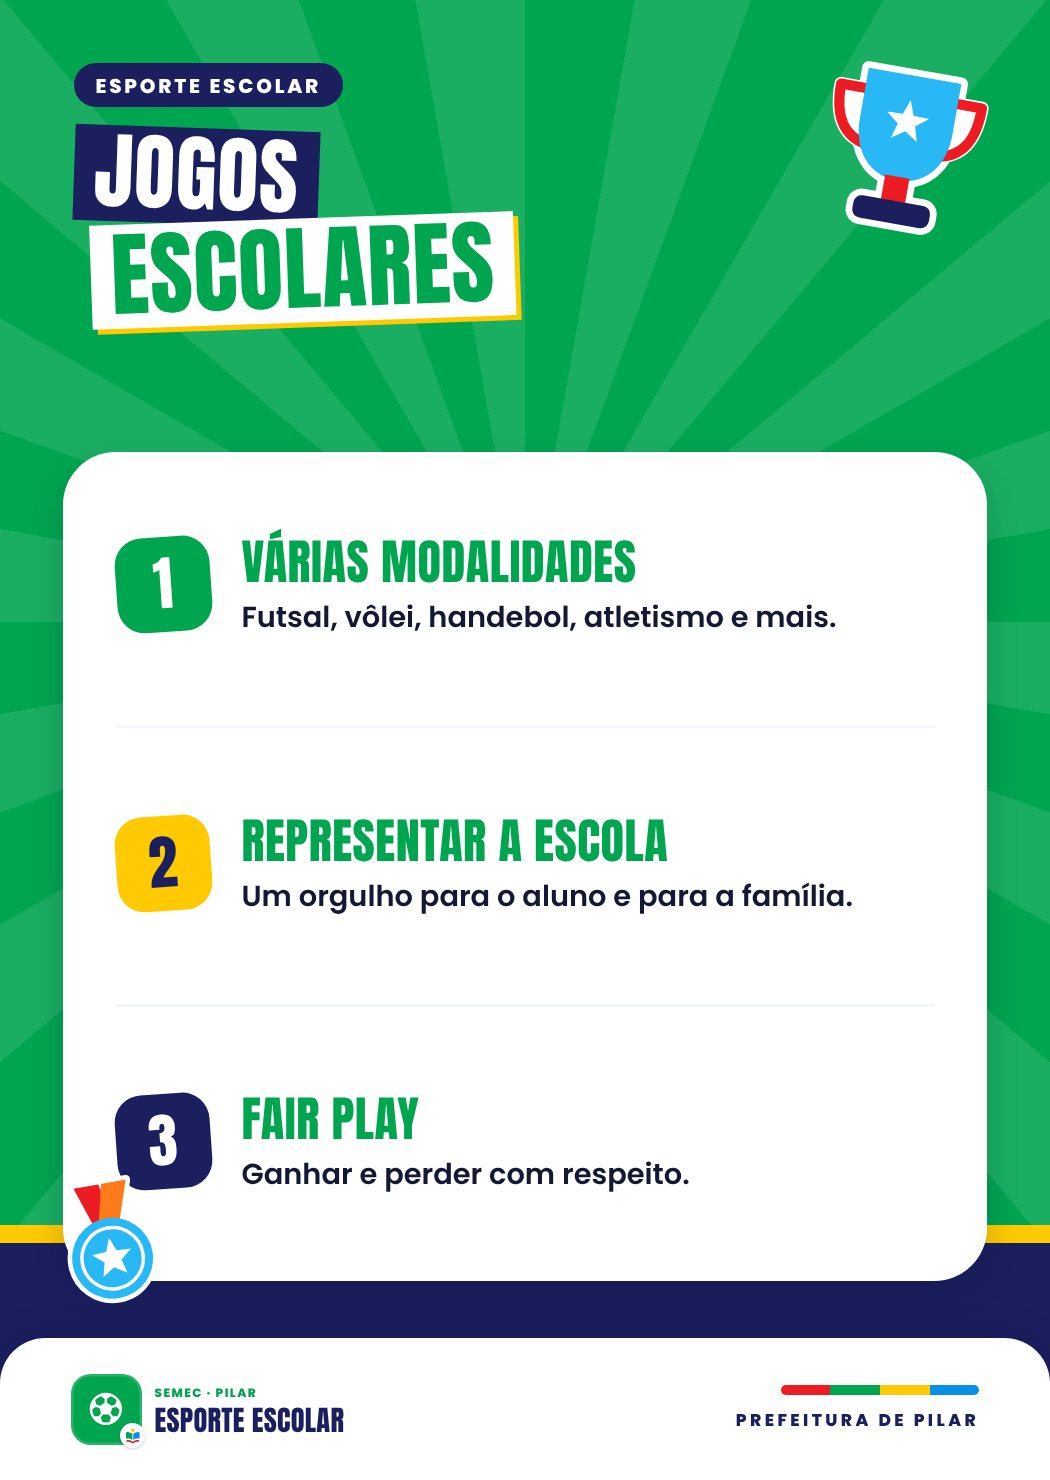 ESPORTE ESCOLAR
JOGOS
ESCOLARES
1
VÁRIAS MODALIDADES
Futsal, vôlei, handebol, atletismo e mais.
2
REPRESENTAR A ESCOLA
Um orgulho para o aluno e para a família.
3
FAIR PLAY
Ganhar e perder com respeito.
SEMEC · PILAR
ESPORTE ESCOLAR
PREFEITURA DE PILAR